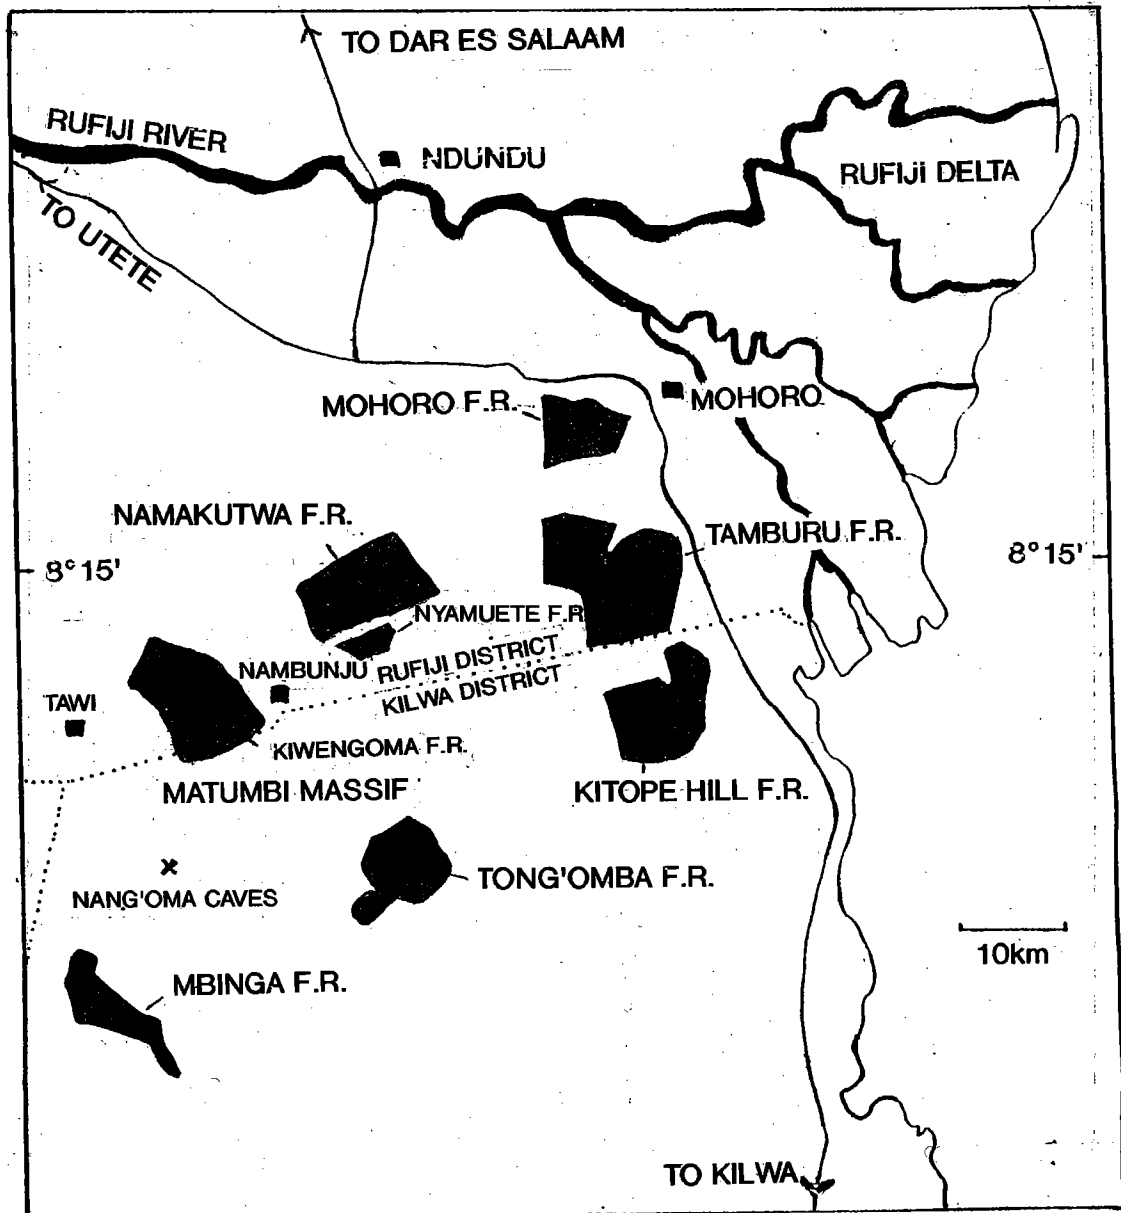 TO DAR ES SALAAM
RUFIJI RIVER
NDUNDU
RUFIJI DELTA
TO UTETE
MOHORO F.R.
MOHORO
NAMAKUTWA F.R.
TAMBURU F.R.
8°15'
8°15'
NYAMUETE F.R
NAMBUNJU
RUFIJI DISTRICT
KILWA DISTRICT
TAWI
KIWENGOMA F.R.
MATUMBI MASSIF
KITOPE HILL F.R.
NANG'OMA CAVES
TONG'OMBA F.R.
10km
MBINGA F.R.
TO KILWA